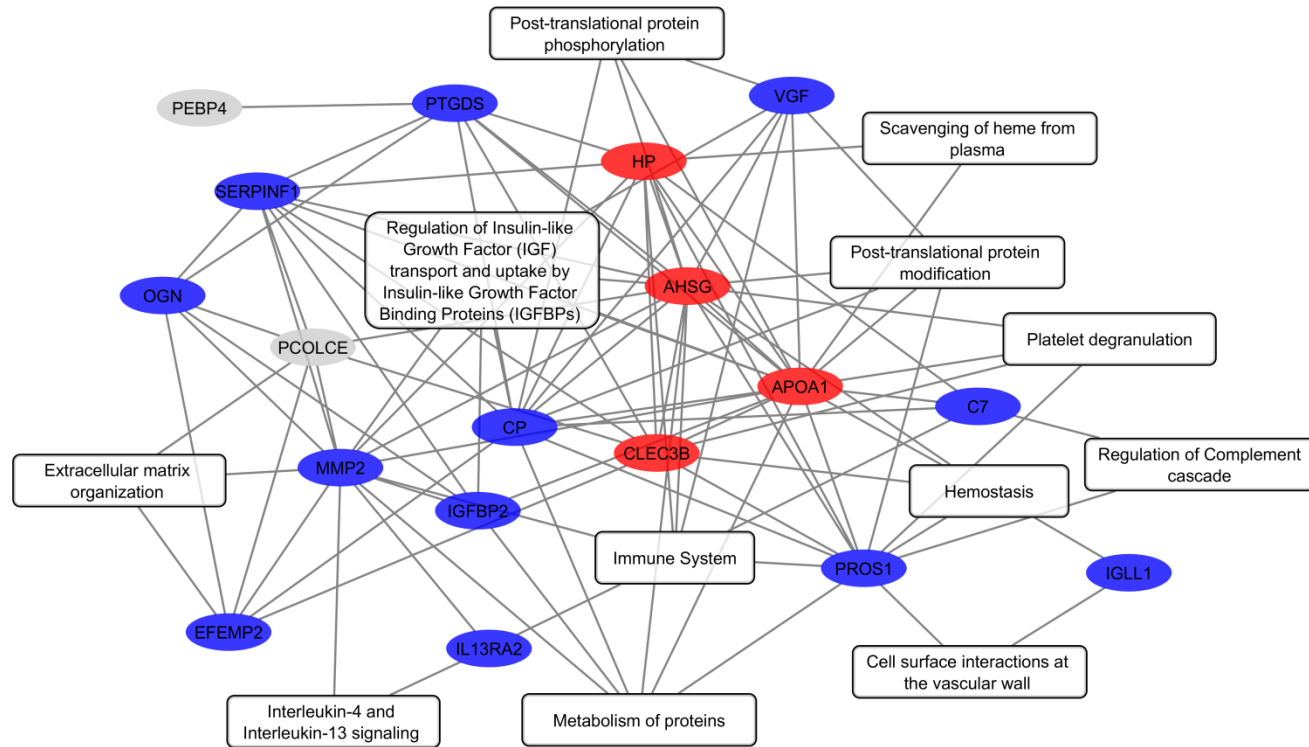 Post-translational protein
phosphorylation
PEBP4
PTGDS
VGF
Scavenging of heme from
plasma
HP
SERPINF1
Regulation of Insulin-like
Growth Factor (IGF)
transport and uptake by
Insulin-like Growth Factor
Binding Proteins (IGFBPs)
Post-translational protein
modification
OGN
AHSG
PCOLCE
Platelet degranulation
APOA1
C7
CP
CLEC3B
Extracellular matrix
organization
MMP2
Regulation of Complement
cascade
Hemostasis
IGFBP2
Immune System
PROS1
IGLL1
EFEMP2
IL13RA2
Cell surface interactions at
the vascular wall
Interleukin-4 and
Interleukin-13 signaling
Metabolism of proteins